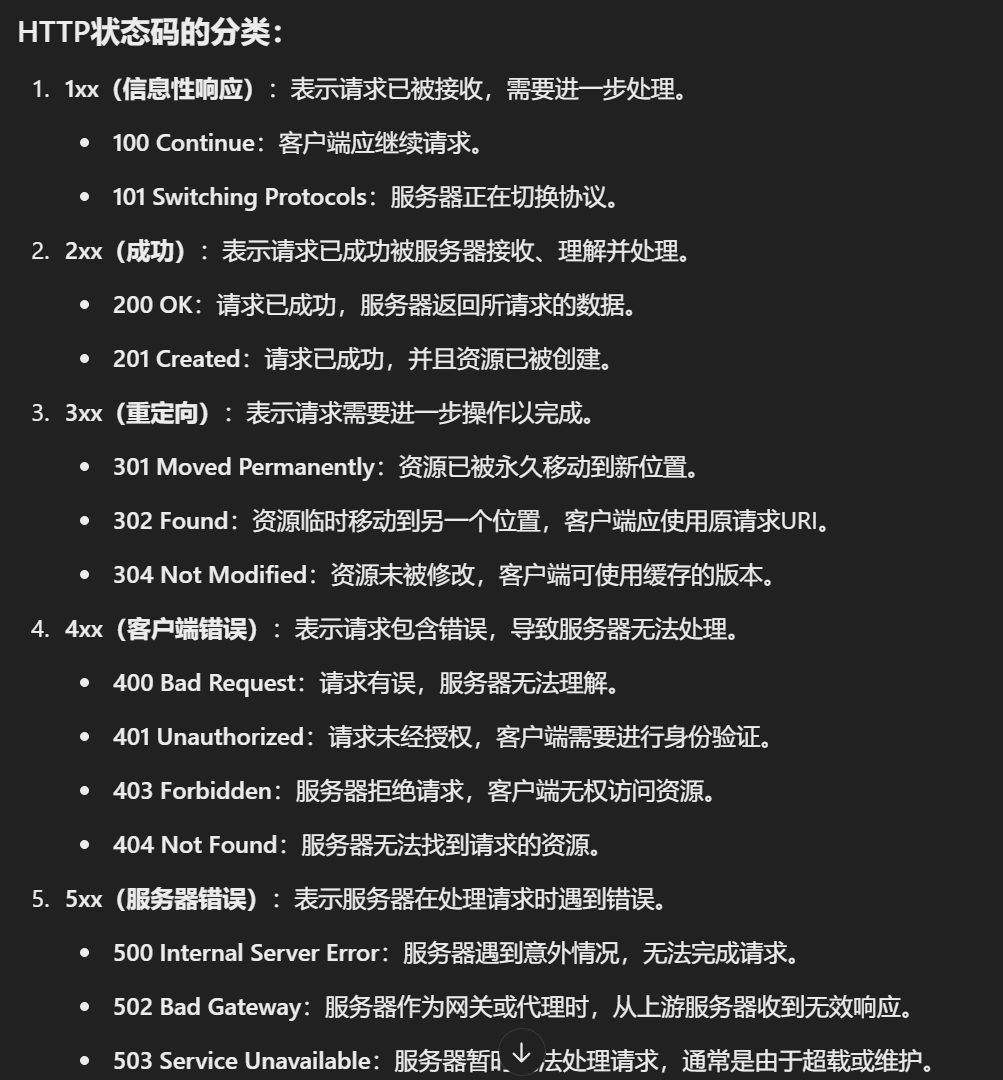 HTTP状态码的分类：
1. 1xx（信息性响应）：表示请求已被接收，需要进一步处理。
• 100 Continue：客户端应继续请求。
• 101 Switching Protocols：服务器正在切换协议。
2. 2xx（成功）：表示请求已成功被服务器接收、理解并处理。
• 200 OK：请求已成功，服务器返回所请求的数据。
• 201 Created：请求已成功，并且资源已被创建。
3. 3xx（重定向）：表示请求需要进一步操作以完成。
• 301 Moved Permanently：资源已被永久移动到新位置。
• 302 Found：资源临时移动到另一个位置，客户端应使用原请求URI。
• 304 Not Modified：资源未被修改，客户端可使用缓存的版本。
4. 4xx（客户端错误）：表示请求包含错误，导致服务器无法处理。
• 400 Bad Request：请求有误，服务器无法理解。
• 401 Unauthorized：请求未经授权，客户端需要进行身份验证。
• 403 Forbidden：服务器拒绝请求，客户端无权访问资源。
• 404 Not Found：服务器无法找到请求的资源。
5. 5xx（服务器错误）：表示服务器在处理请求时遇到错误。
• 500 Internal Server Error：服务器遇到意外情况，无法完成请求。
• 502 Bad Gateway：服务器作为网关或代理时，从上游服务器收到无效响应。
• 503 Service Unavailable：服务器暂法处理请求，通常是由于超载或维护。